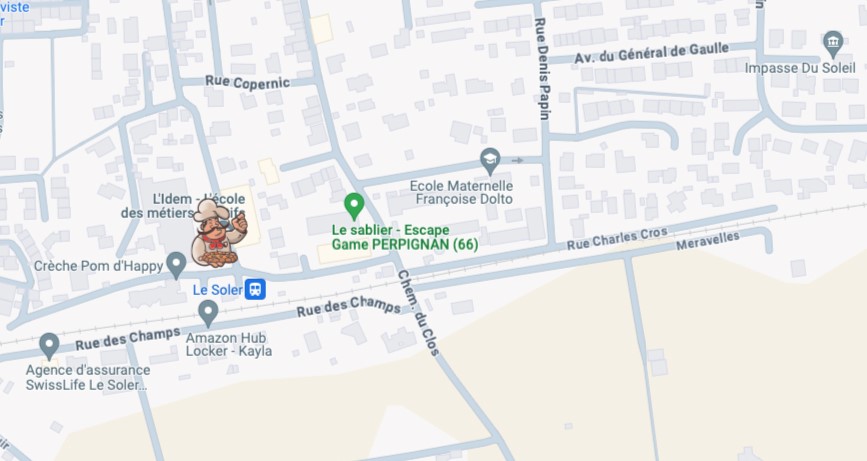 viste
Rue Copernic
Rue Denis Papin
Av. du Général de Gaulle
Impasse Du Soleil
L'Idem - L'école
des métiers
Ecole Maternelle
Françoise Dolto
Le sablier - Escape
Game PERPIGNAN (66)
Rue Charles Cros
Meravelles
Crèche Pom d'Happy
Le Soler
Chem. du Clos
Rue des Champs
Rue des Champs
Amazon Hub
Locker - Kayla
Agence d'assurance
SwissLife Le Soler...